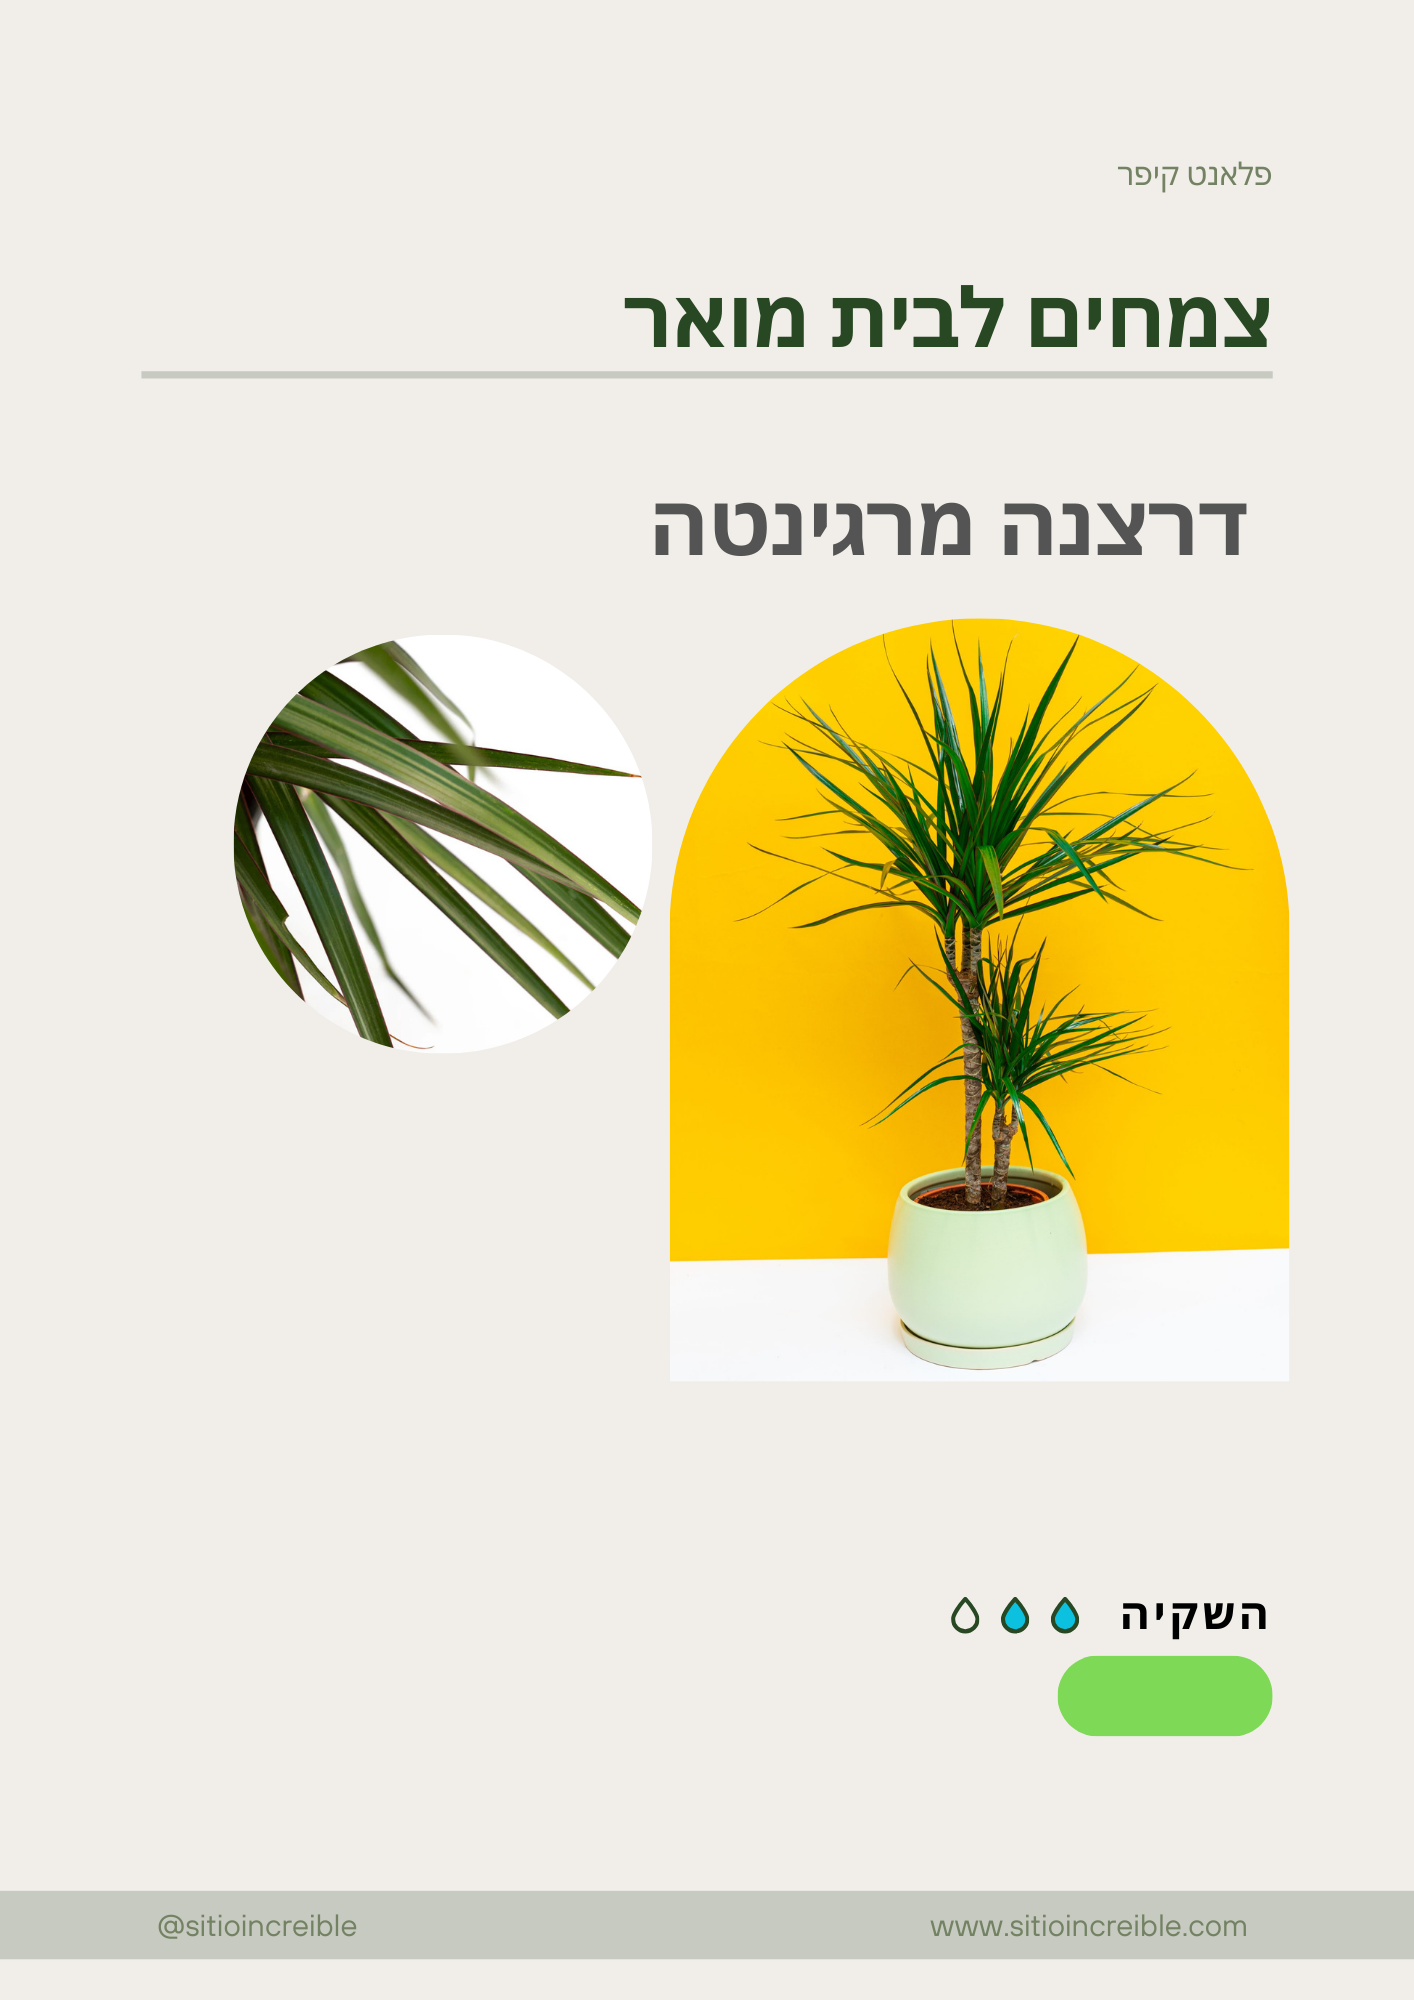 פלאנט קיפר
צמחים לבית מואר
דרצנה מרגינטה
השקיה
@sitioincreible
www.sitioincreible.com